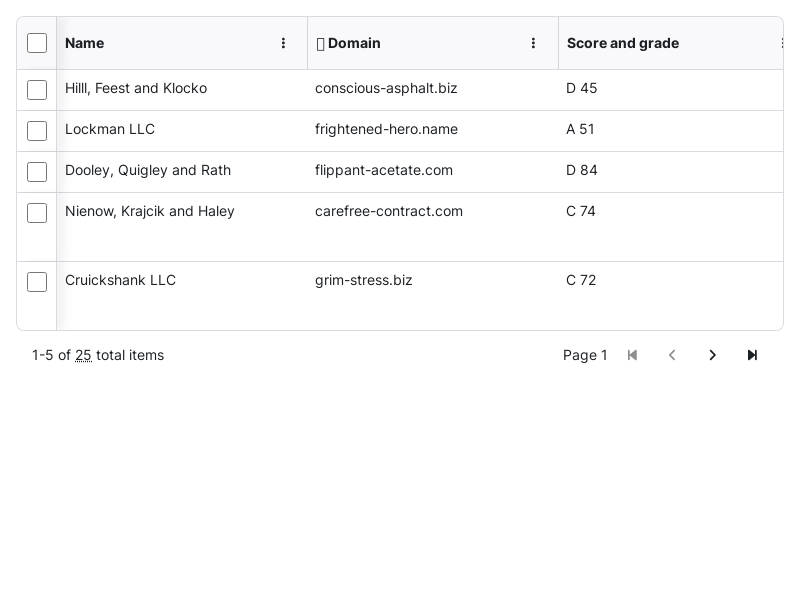 Name Domain Score and grade
Hilll, Feest and Klocko conscious-asphalt.biz D 45
Lockman LLC frightened-hero.name A 51
Dooley, Quigley and Rath flippant-acetate.com D 84
Nienow, Krajcik and Haley carefree-contract.com C 74
Cruickshank LLC grim-stress.biz C 72
1-5 of 25 total items Page 1